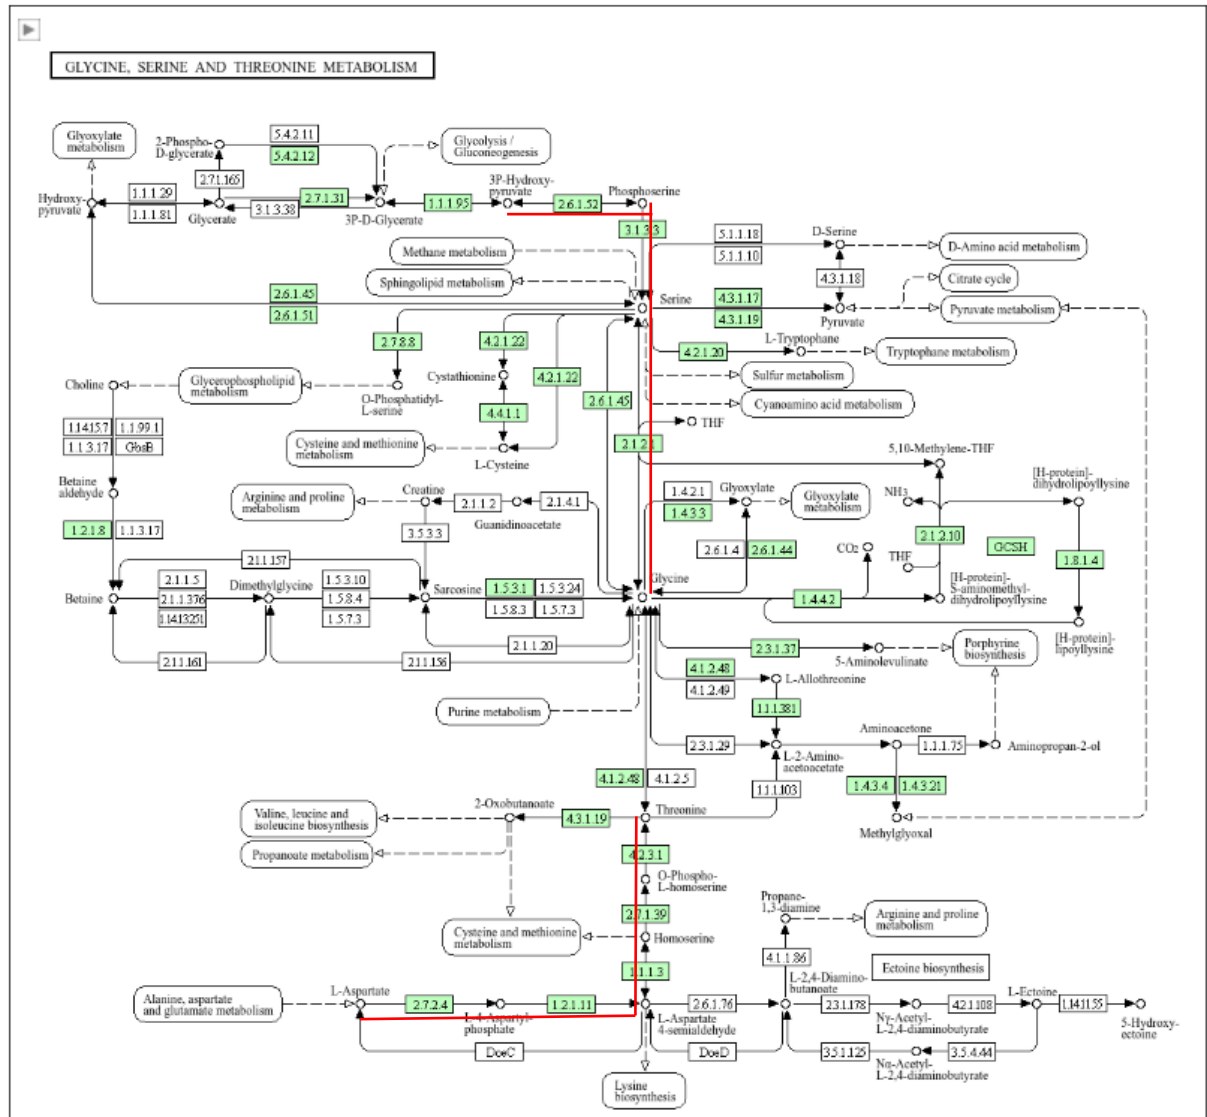 GLYCINE, SERINE AND THREONINE METABOLISM
Glyoxylate
metabolism
2-Phospho-
D-glycerate
5.4.2.11
5.4.2.12
Glycolysis /
Gluconeogenesis
2.7.1.165
Hydroxy-
pyruvate
1.1.1.29
1.1.1.81
Glycerate
3.1.3.38
2.7.1.31
3P-D-Glycerate
1.1.1.95
3P-Hydroxy-
pyruvate
2.6.1.52
Phosphoserine
3.1.3.3
Methane metabolism
Sphingolipid metabolism
5.1.1.18
5.1.1.10
D-Serine
D-Amino acid metabolism
4.3.1.18
Citrate cycle
Pyruvate metabolism
2.6.1.45
2.6.1.51
Serine
4.3.1.17
4.3.1.19
Pyruvate
2.7.8.8
4.2.1.22
4.2.1.22
4.2.1.20
L-Tryptophane
Tryptophane metabolism
Sulfur metabolism
Cyanoamino acid metabolism
Choline
Glycerophospholipid
metabolism
O-Phosphatidyl-
L-serine
Cystathionine
4.4.1.1
2.6.1.45
THF
1.14.15.7
1.1.99.1
1.1.3.17
GbsB
Cysteine and methionine
metabolism
L-Cysteine
5,10-Methylene-THF
Betaine
aldehyde
Arginine and proline
metabolism
Creatine
2.1.1.2
Guanidinoacetate
2.1.4.1
1.4.2.1
1.4.3.3
Glyoxylate
Glyoxylate
metabolism
NH3
[H-protein]-
dihydrolipoyllysine
1.2.1.8
1.1.3.17
3.5.3.3
2.6.1.4
2.6.1.44
CO2
THF
2.1.2.10
GCSH
1.8.1.4
2.1.1.157
Betaine
2.1.1.5
2.1.1.376
1.14.13.251
Dimethylglycine
1.5.3.10
1.5.8.4
1.5.7.3
Sarcosine
1.5.3.1
1.5.3.24
1.5.8.3
1.5.7.3
Glycine
1.4.4.2
[H-protein]-
S-aminomethyl-
dihydrolipoyllysine
[H-protein]-
lipoyllysine
2.1.1.161
2.1.1.156
2.1.1.20
2.3.1.37
5-Aminolevulinate
Porphyrine
biosynthesis
4.1.2.48
4.1.2.49
L-Allothreonine
1.1.1.381
Purine metabolism
2.3.1.29
L-2-Amino-
acetoacetate
Aminoacetone
1.1.1.75
Aminopropan-2-ol
4.1.2.48
4.1.2.5
1.1.1.103
1.4.3.4
1.4.3.21
Methylglyoxal
Valine, leucine and
isoleucine biosynthesis
2-Oxobutanoate
4.3.1.19
Threonine
Propanoate metabolism
4.2.3.1
O-Phospho-
L-homoserine
2.7.1.39
Cysteine and methionine
metabolism
Homoserine
1.1.1.3
Propane-
1,3-diamine
Arginine and proline
metabolism
4.1.1.86
Ectoine biosynthesis
Alanine, aspartate
and glutamate metabolism
L-Aspartate
2.7.2.4
L-4-Aspartyl-
phosphate
1.2.1.11
L-Aspartate
4-semialdehyde
2.6.1.76
L-2,4-Diamino-
butanoate
2.3.1.178
Nγ-Acetyl-
L-2,4-diaminobutyrate
4.2.1.108
L-Ectoine
1.14.11.55
5-Hydroxy-
ectoine
DoeC
DoeD
3.5.1.125
Nα-Acetyl-
L-2,4-diaminobutyrate
3.5.4.44
Lysine
biosynthesis